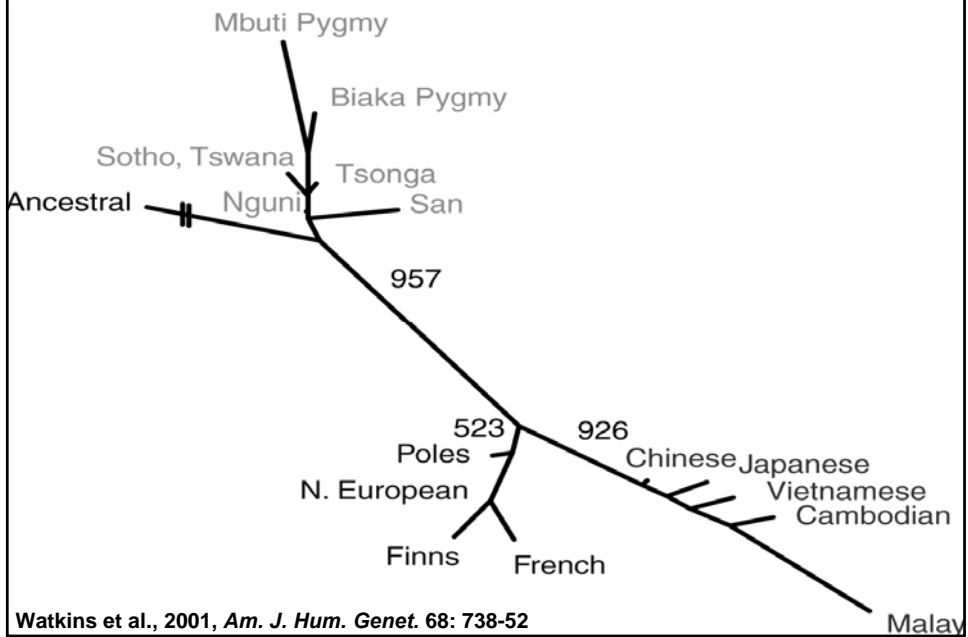 Mbuti Pygmy
Biaka Pygmy
Sotho, Tswana
Tsonga
Ancestral
Nguni
San
957
523
926
Poles
Chinese
Japanese
N. European
Vietnamese
Cambodian
Finns
French
Malay
Watkins et al., 2001, Am. J. Hum. Genet. 68: 738-52